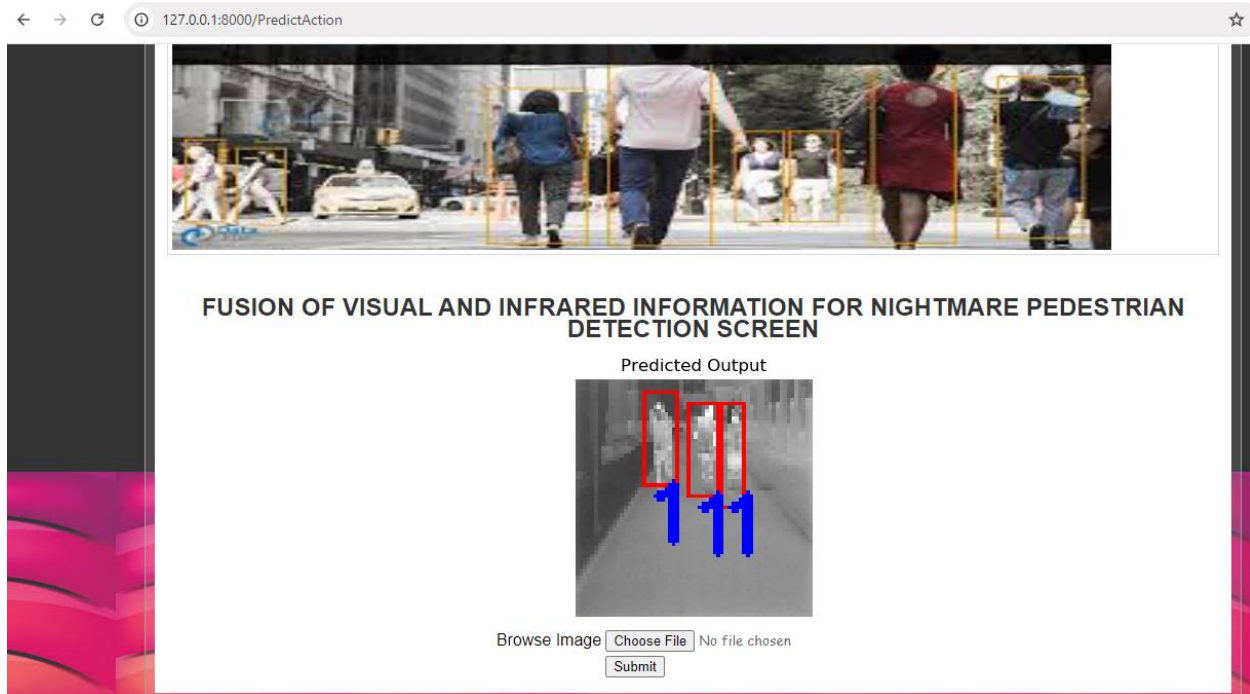 127.0.0.1:8000/PredictAction
Data
FUSION OF VISUAL AND INFRARED INFORMATION FOR NIGHTMARE PEDESTRIAN
DETECTION SCREEN
Predicted Output
1 1 1
Browse Image Choose File No file chosen
Submit